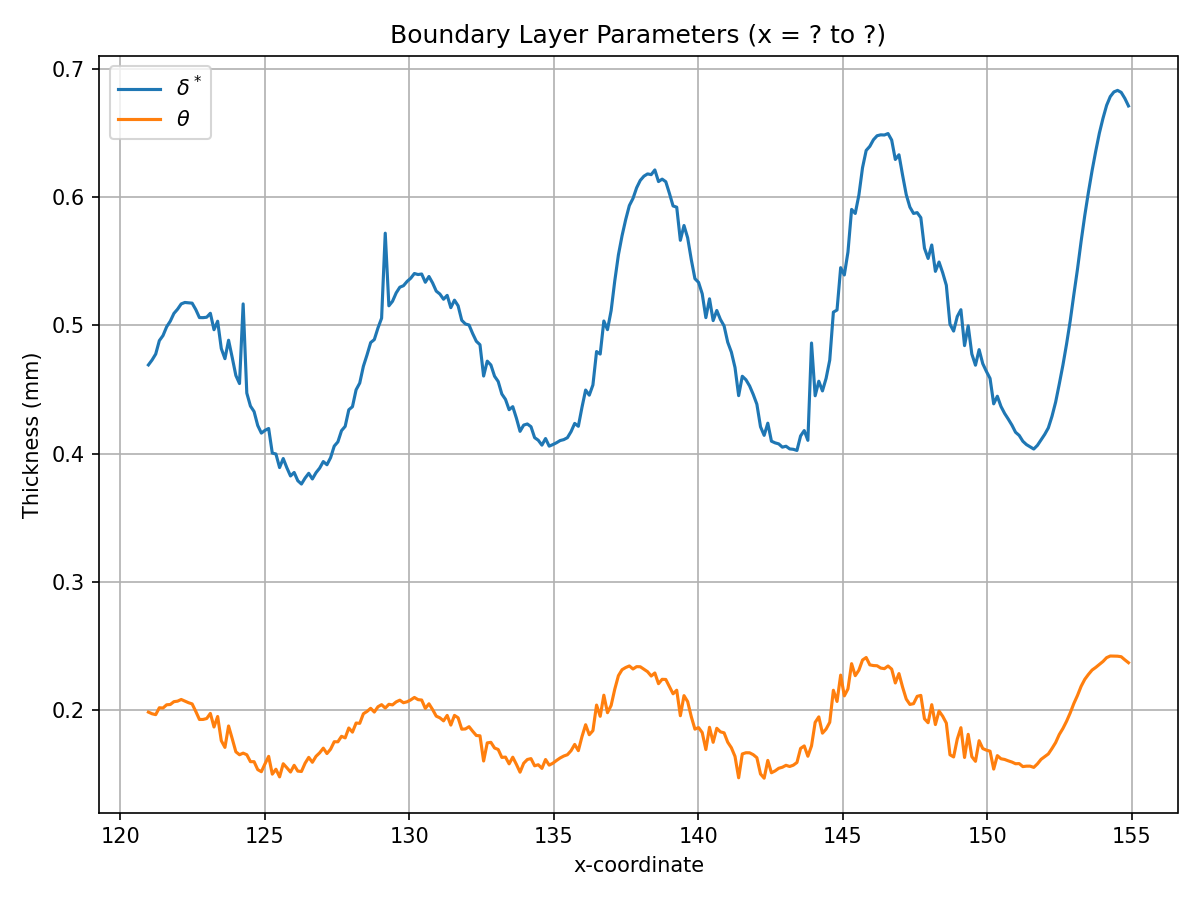 Boundary Layer Parameters (x = ? to ?)
δ*
θ
Thickness (mm)
0.7
0.6
0.5
0.4
0.3
0.2
120 125 130 135 140 145 150 155
x-coordinate